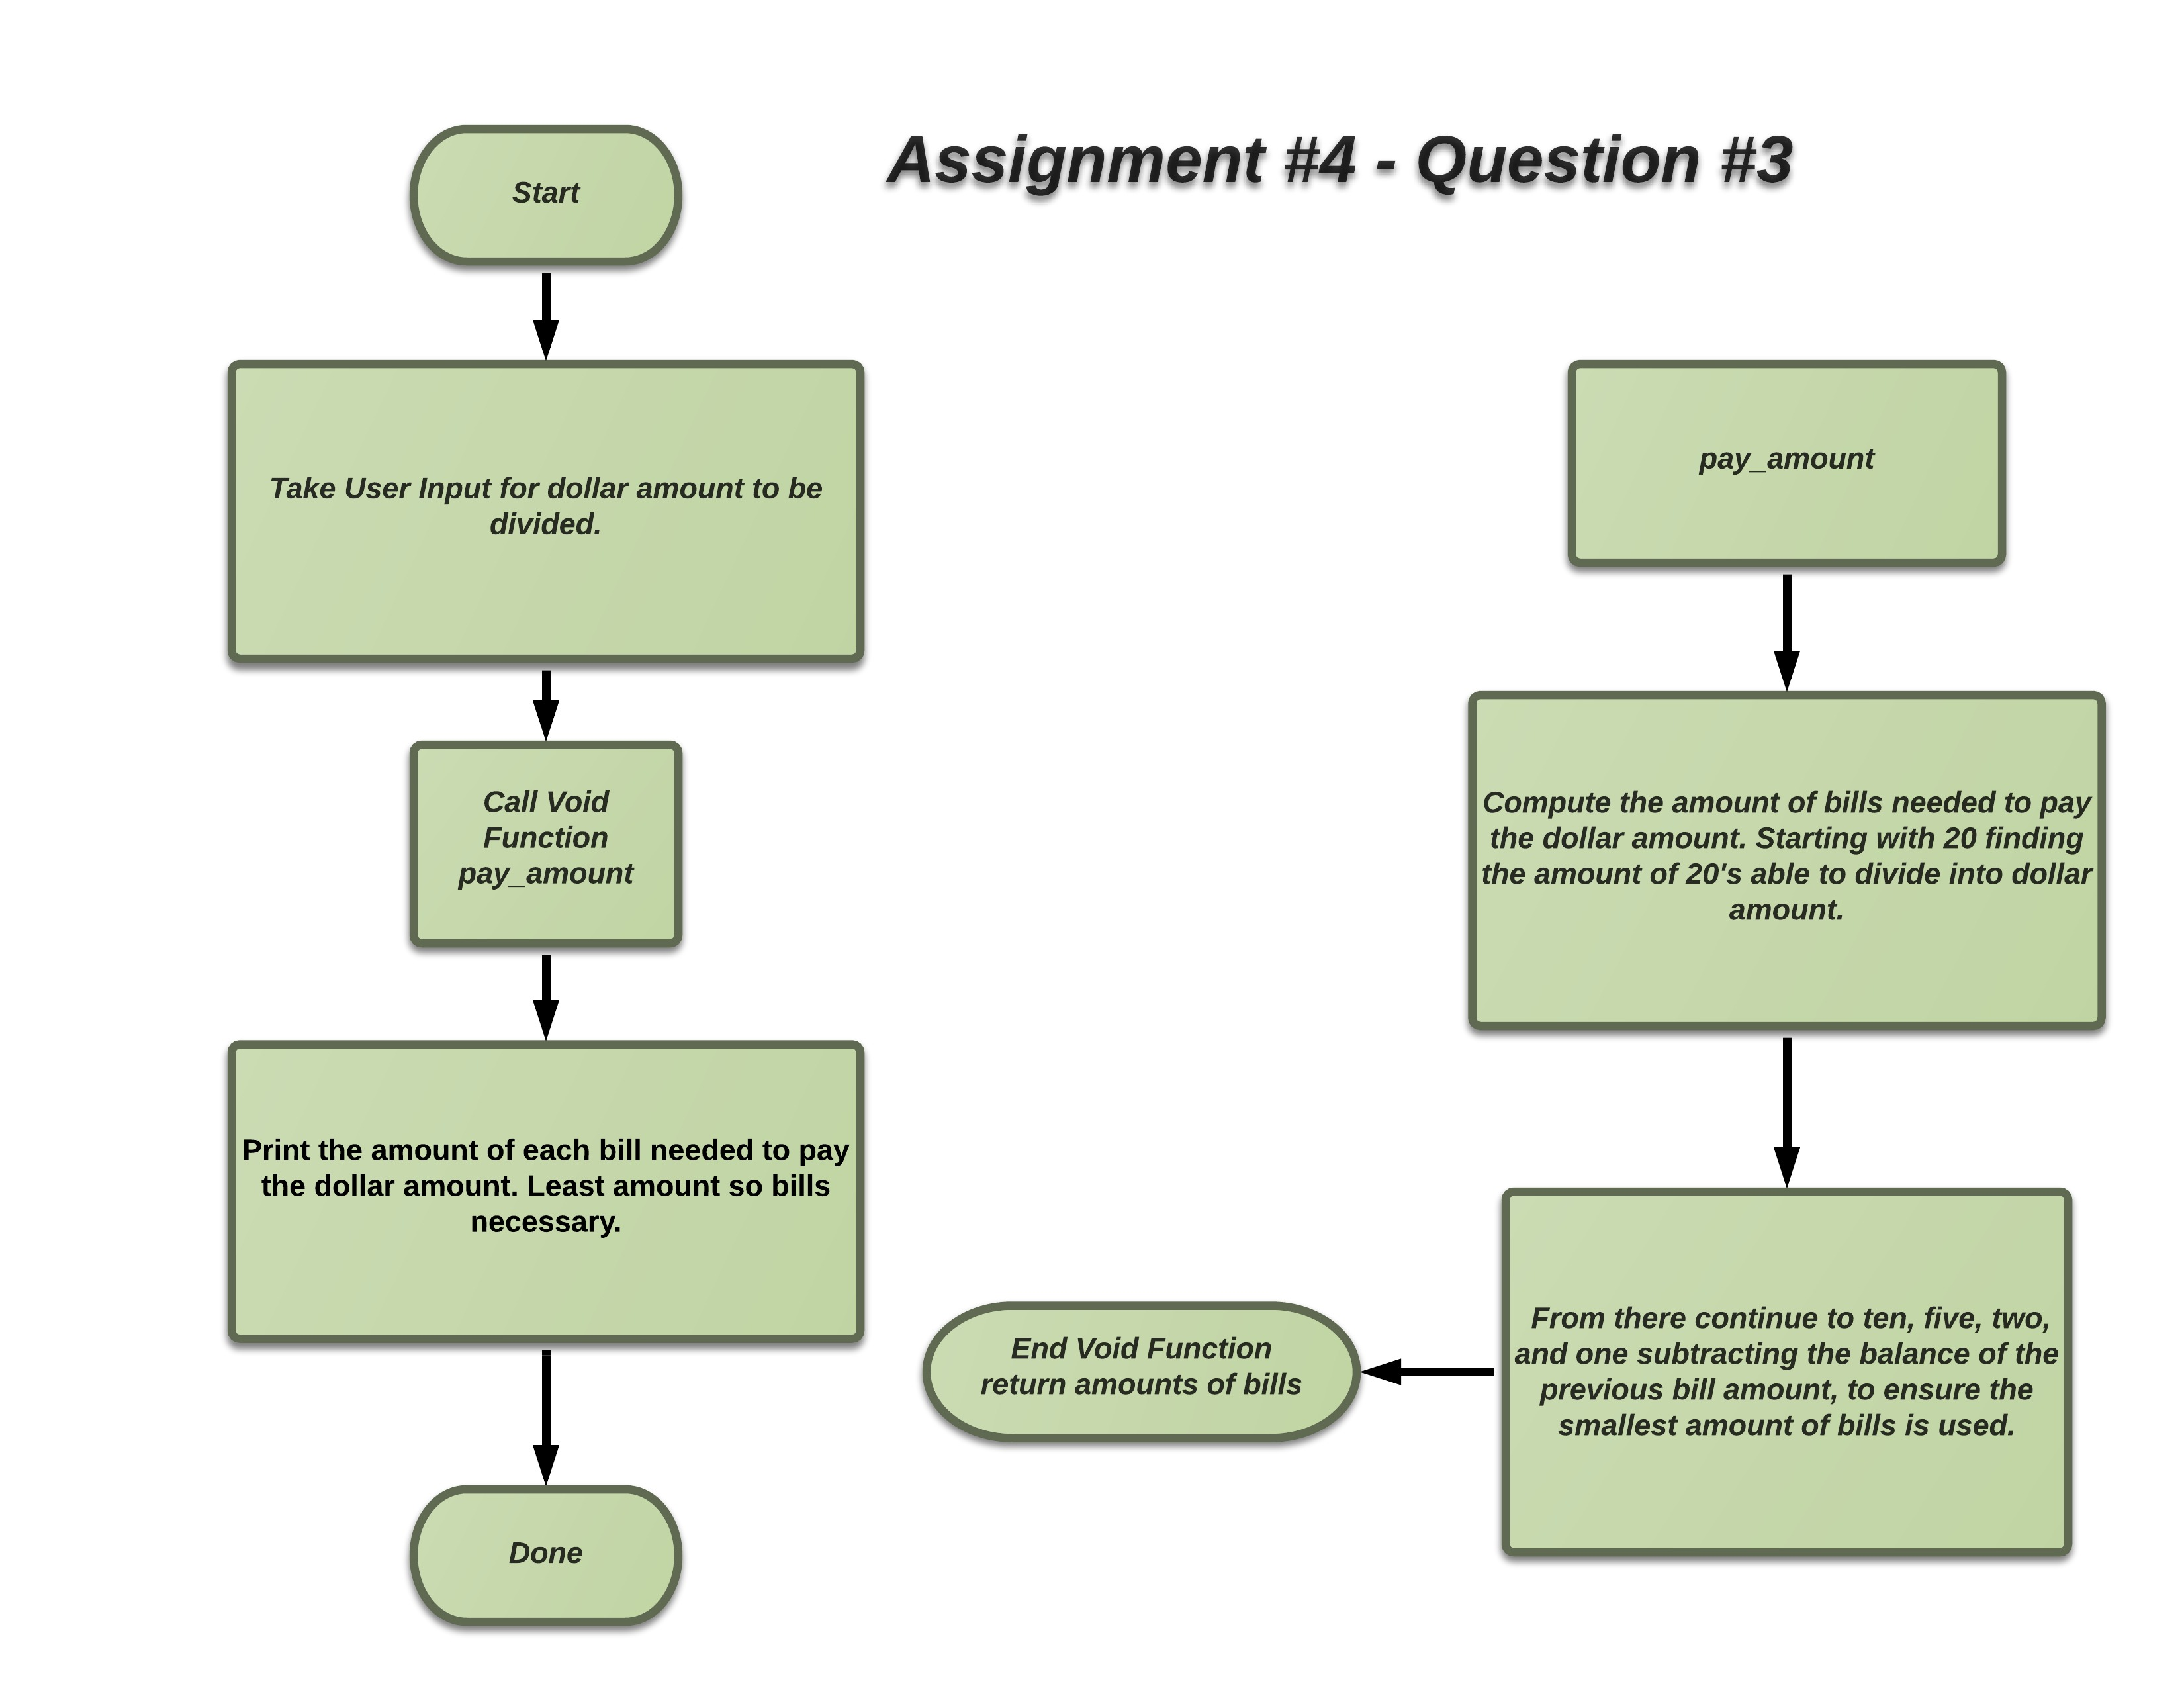 Assignment #4 - Question #3
Start
Take User Input for dollar amount to be
divided.
Call Void
Function
pay_amount
Print the amount of each bill needed to pay
the dollar amount. Least amount so bills
necessary.
Done
pay_amount
Compute the amount of bills needed to pay
the dollar amount. Starting with 20 finding
the amount of 20's able to divide into dollar
amount.
From there continue to ten, five, two,
and one subtracting the balance of the
previous bill amount, to ensure the
smallest amount of bills is used.
End Void Function
return amounts of bills